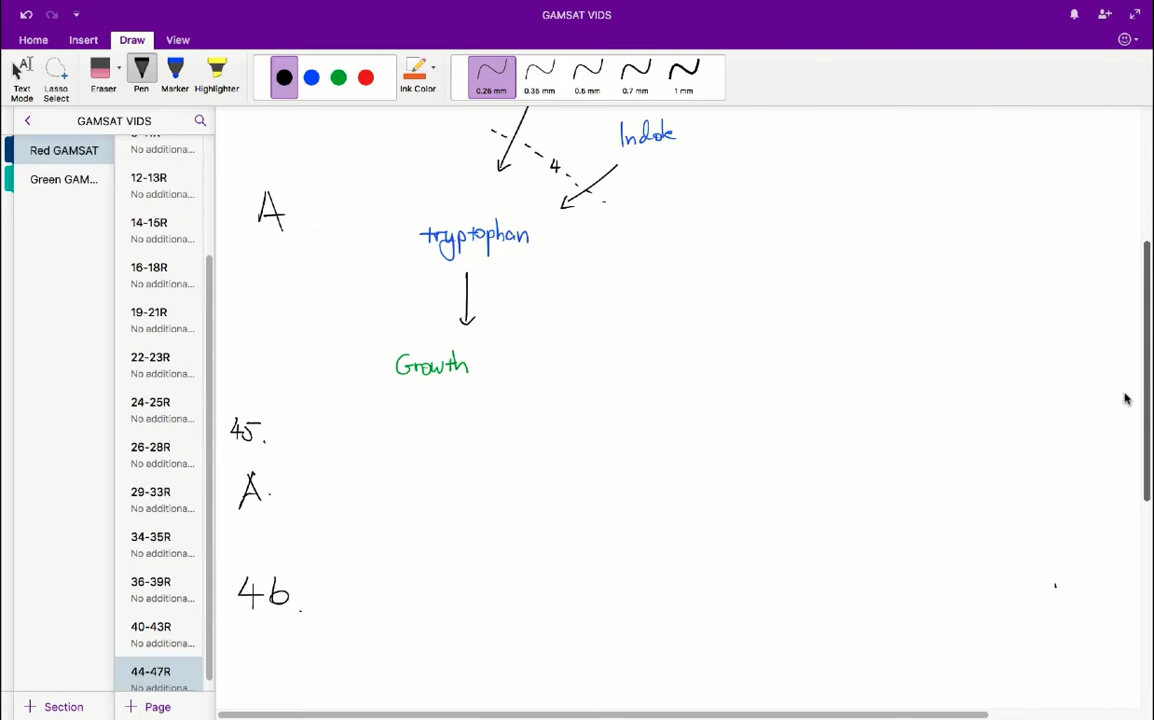 GAMSAT VIDS
Home Insert Draw View
Text Mode
Lasso Select
Eraser
Pen
Marker
Highlighter
Ink Color
0.26 mm
0.35 mm
0.5 mm
0.7 mm
1 mm
GAMSAT VIDS
Red GAMSAT
Green GAM...
No additiona...
12-13R
No additiona...
14-15R
No additiona...
16-18R
No additiona...
19-21R
No additiona...
22-23R
No additiona...
24-25R
No additiona...
26-28R
No additiona...
29-33R
No additiona...
34-35R
No additiona...
36-39R
No additiona...
40-43R
No additiona...
44-47R
No additiona...
+ Section
+ Page
Indole
4
A
tryptophan
Growth
45.
A.
46.